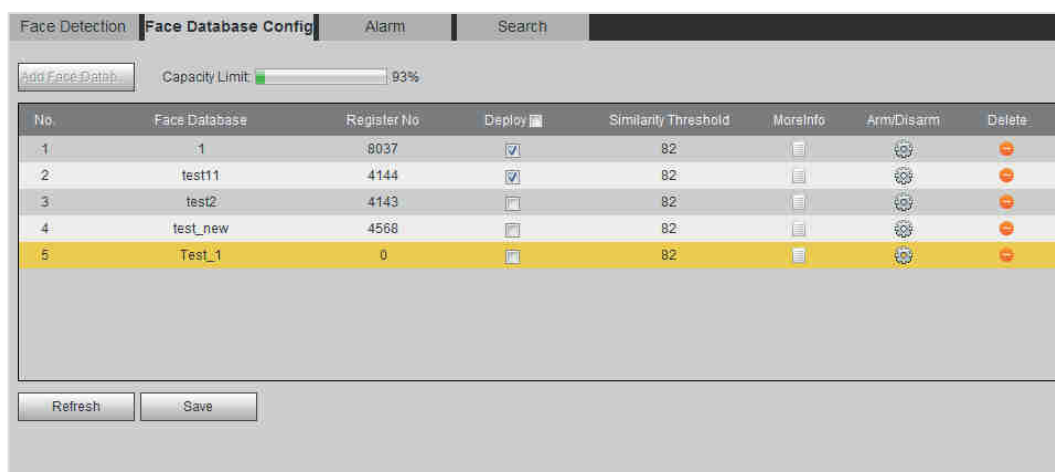 Face Detection Face Database Config Alarm Search
Add Face Datab... Capacity Limit: 93%
No. Face Database Register No Deploy Similarity Threshold MoreInfo Arm/Disarm Delete
1 1 8037 82
2 test11 4144 82
3 test2 4143 82
4 test_new 4568 82
5 Test_1 0 82
Refresh Save